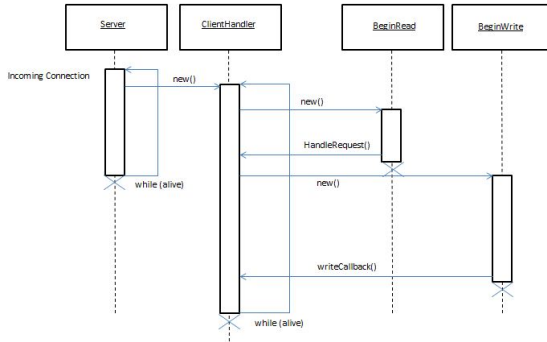 Server
ClientHandler
BeginRead
BeginWrite
Incoming Connection
new()
new()
HandleRequest()
while (alive)
new()
writeCallback()
while (alive)